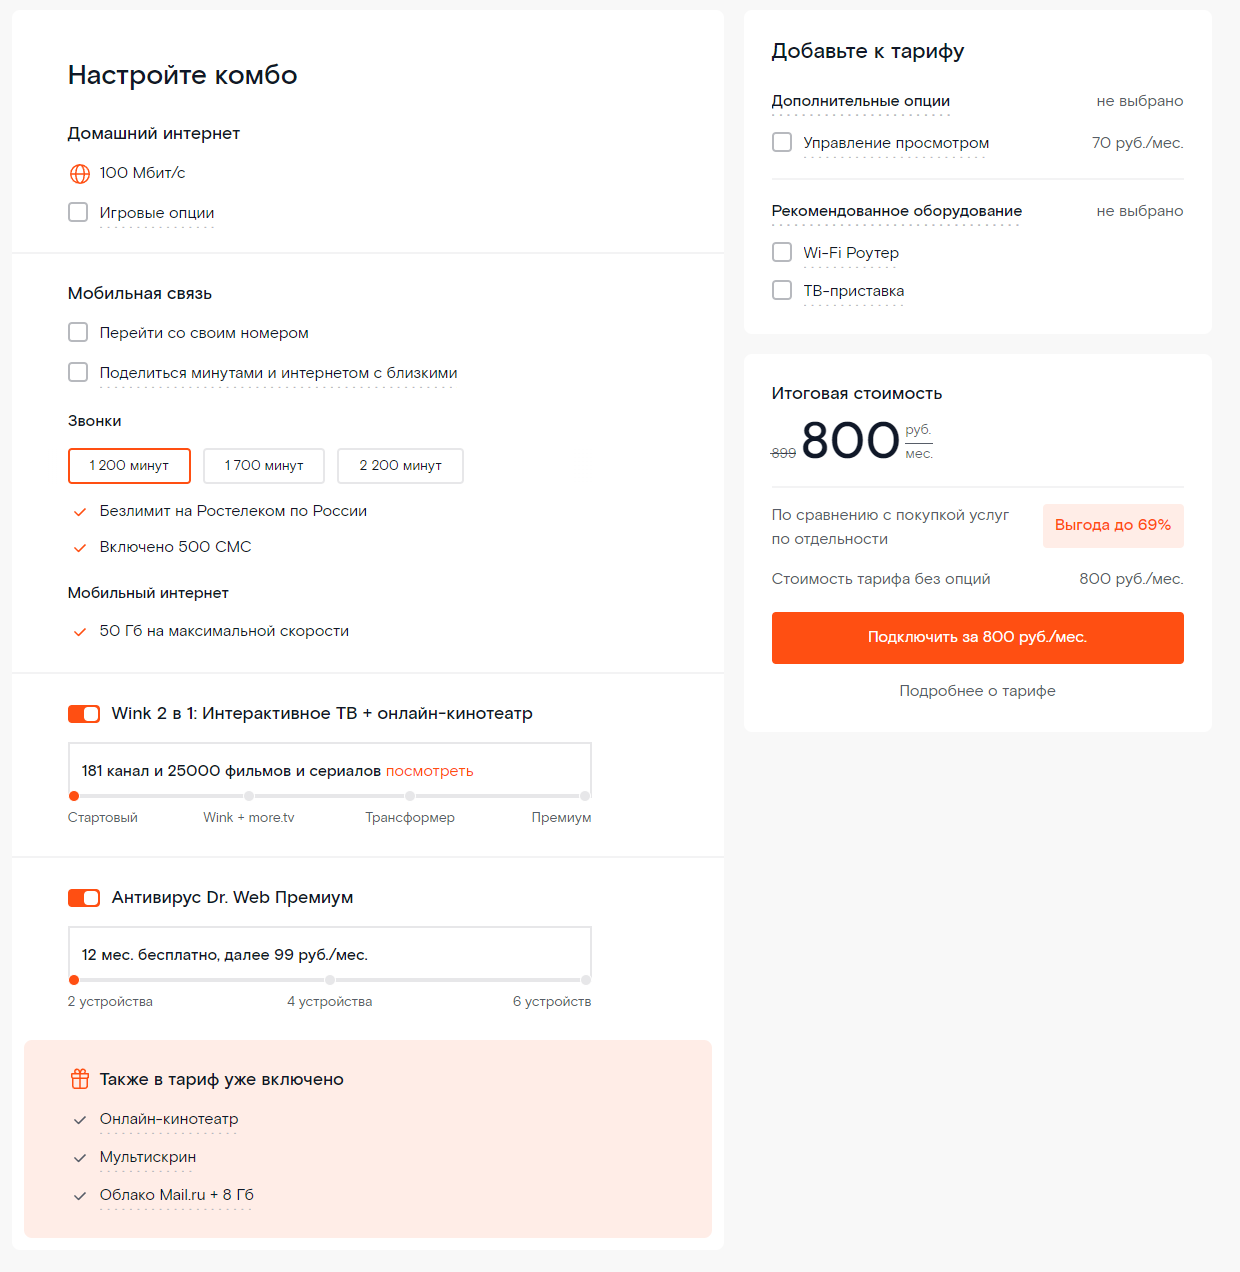 Настройте комбо
Домашний интернет
100 Мбит/с
Игровые опции
Мобильная связь
Перейти со своим номером
Поделиться минутами и интернетом с близкими
Звонки
1 200 минут
1 700 минут
2 200 минут
Безлимит на Ростелеком по России
Включено 500 СМС
Мобильный интернет
50 Гб на максимальной скорости
Wink 2 в 1: Интерактивное ТВ + онлайн-кинотеатр
181 канал и 25000 фильмов и сериалов посмотреть
Стартовый
Wink + more.tv
Трансформер
Премиум
Антивирус Dr. Web Премиум
12 мес. бесплатно, далее 99 руб./мес.
2 устройства
4 устройства
6 устройств
Также в тариф уже включено
Онлайн-кинотеатр
Мультискрин
Облако Mail.ru + 8 Гб
Добавьте к тарифу
Дополнительные опции
не выбрано
Управление просмотром
70 руб./мес.
Рекомендованное оборудование
не выбрано
Wi-Fi Роутер
ТВ-приставка
Итоговая стоимость
899
800
руб.
мес.
По сравнению с покупкой услуг
по отдельности
Выгода до 69%
Стоимость тарифа без опций
800 руб./мес.
Подключить за 800 руб./мес.
Подробнее о тарифе